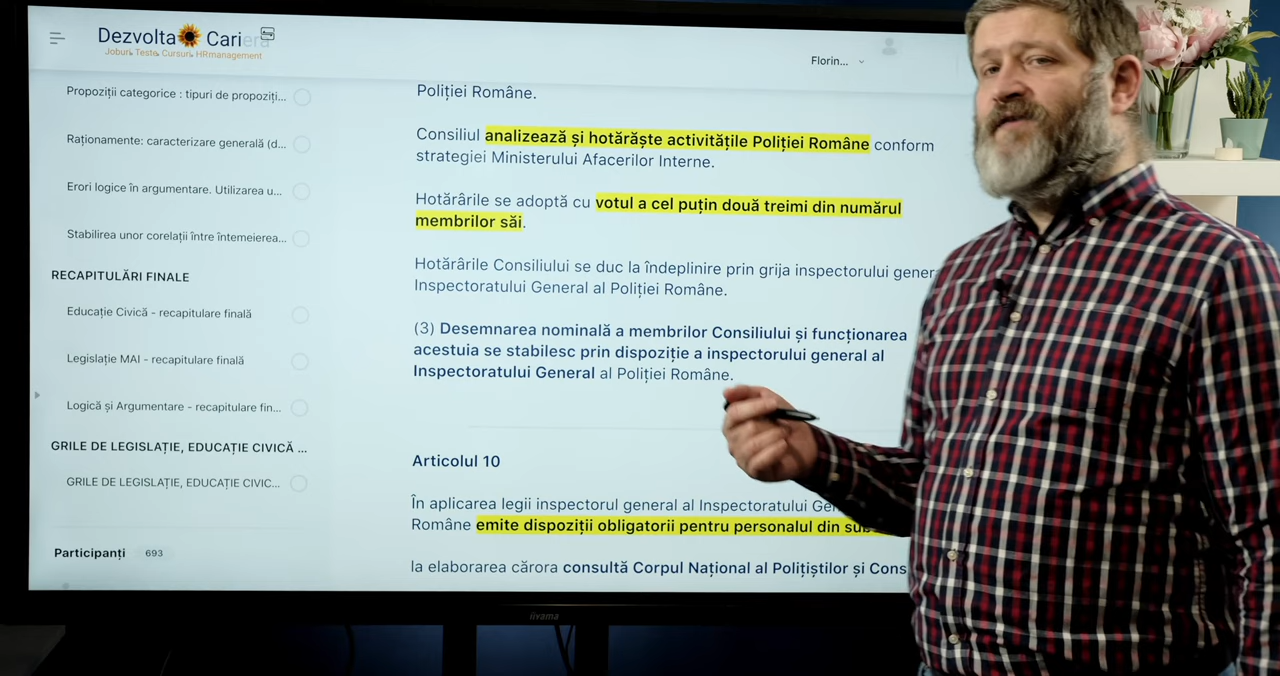 Dezvolta Cariera
Joburi, Teste, Cursuri, HRmanagement
Florin...
Propoziții categorice : tipuri de propoziți...
Raționamente: caracterizare generală (d...
Erori logice în argumentare. Utilizarea u...
Stabilirea unor corelații între întemeierea...
RECAPITULĂRI FINALE
Educație Civică - recapitulare finală
Legislație MAI - recapitulare finală
Logică și Argumentare - recapitulare fin...
GRILE DE LEGISLAȚIE, EDUCAȚIE CIVICĂ ...
GRILE DE LEGISLAȚIE, EDUCAȚIE CIVIC...
Participanți 693
Poliției Române.
Consiliul analizează și hotărăște activitățile Poliției Române conform
strategiei Ministerului Afacerilor Interne.
Hotărârile se adoptă cu votul a cel puțin două treimi din numărul
membrilor săi.
Hotărârile Consiliului se duc la îndeplinire prin grija inspectorului gener
Inspectoratului General al Poliției Române.
(3) Desemnarea nominală a membrilor Consiliului și funcționarea
acestuia se stabilesc prin dispoziție a inspectorului general al
Inspectoratului General al Poliției Române.
Articolul 10
În aplicarea legii inspectorul general al Inspectoratului Gen
Române emite dispoziții obligatorii pentru personalul din sub
la elaborarea cărora consultă Corpul Național al Polițiștilor și Cons
iiyama